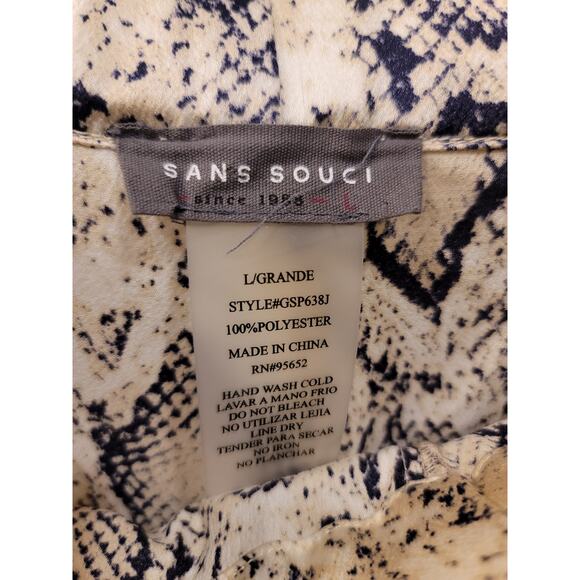 SANS SOUCI
since 1998 — L
L/GRANDE
STYLE#GSP638J
100%POLYESTER
MADE IN CHINA
RN#95652
HAND WASH COLD
LAVAR A MANO FRIO
DO NOT BLEACH
NO UTILIZAR LEJIA
LINE DRY
TENDER PARA SECAR
NO IRON
NO PLANCHAR